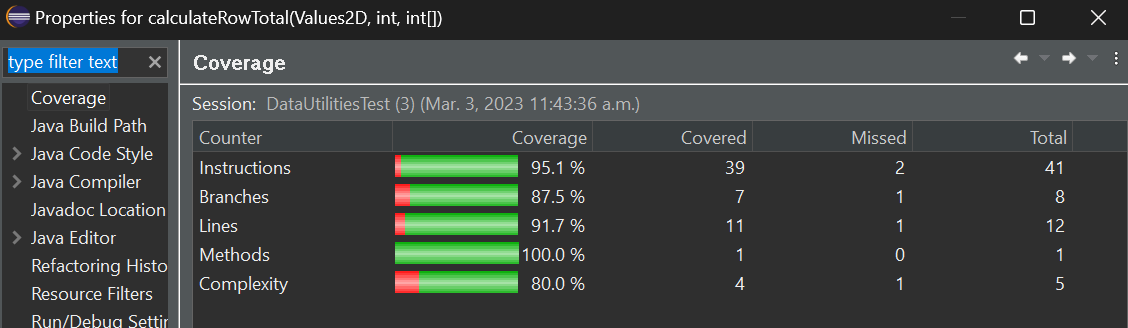 Properties for calculateRowTotal(Values2D, int, int[])
type filter text
Coverage
Java Build Path
Java Code Style
Java Compiler
Javadoc Location
Java Editor
Refactoring Histo
Resource Filters
Run/Debug Settin
Coverage
Session: DataUtilitiesTest (3) (Mar. 3, 2023 11:43:36 a.m.)
Counter Coverage Covered Missed Total
Instructions 95.1 % 39 2 41
Branches 87.5 % 7 1 8
Lines 91.7 % 11 1 12
Methods 100.0 % 1 0 1
Complexity 80.0 % 4 1 5